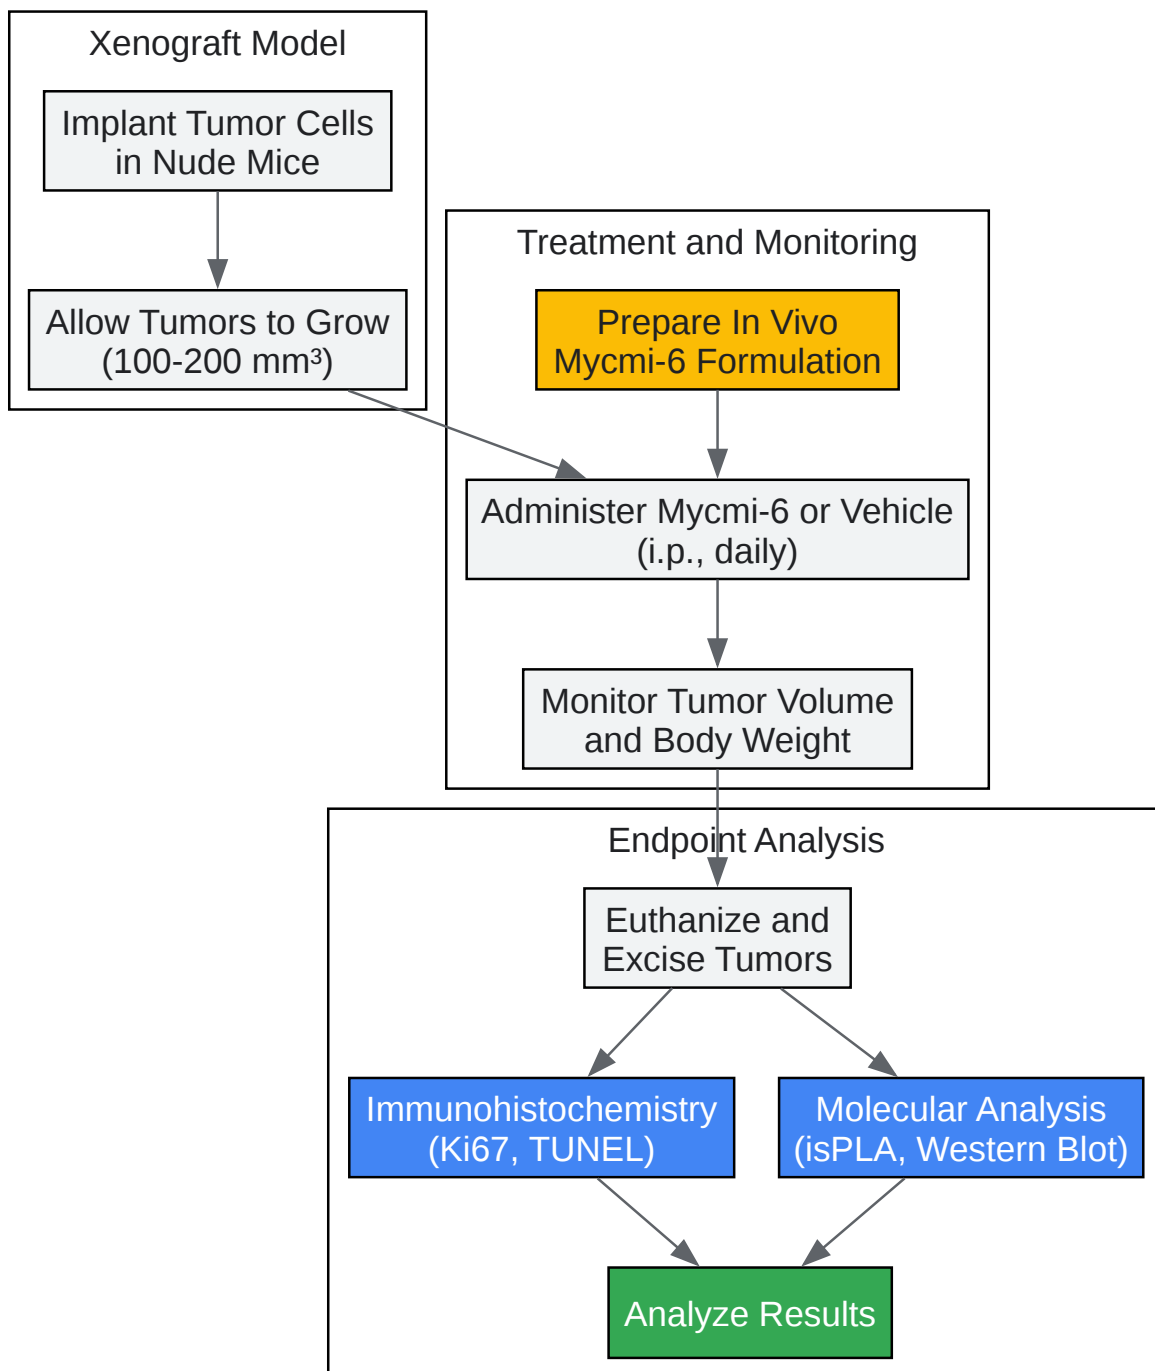 Xenograft Model
Implant Tumor Cells
in Nude Mice
Allow Tumors to Grow
(100-200 mm³)
Treatment and Monitoring
Prepare In Vivo
Mycmi-6 Formulation
Administer Mycmi-6 or Vehicle
(i.p., daily)
Monitor Tumor Volume
and Body Weight
Endpoint Analysis
Euthanize and
Excise Tumors
Immunohistochemistry
(Ki67, TUNEL)
Molecular Analysis
(isPLA, Western Blot)
Analyze Results